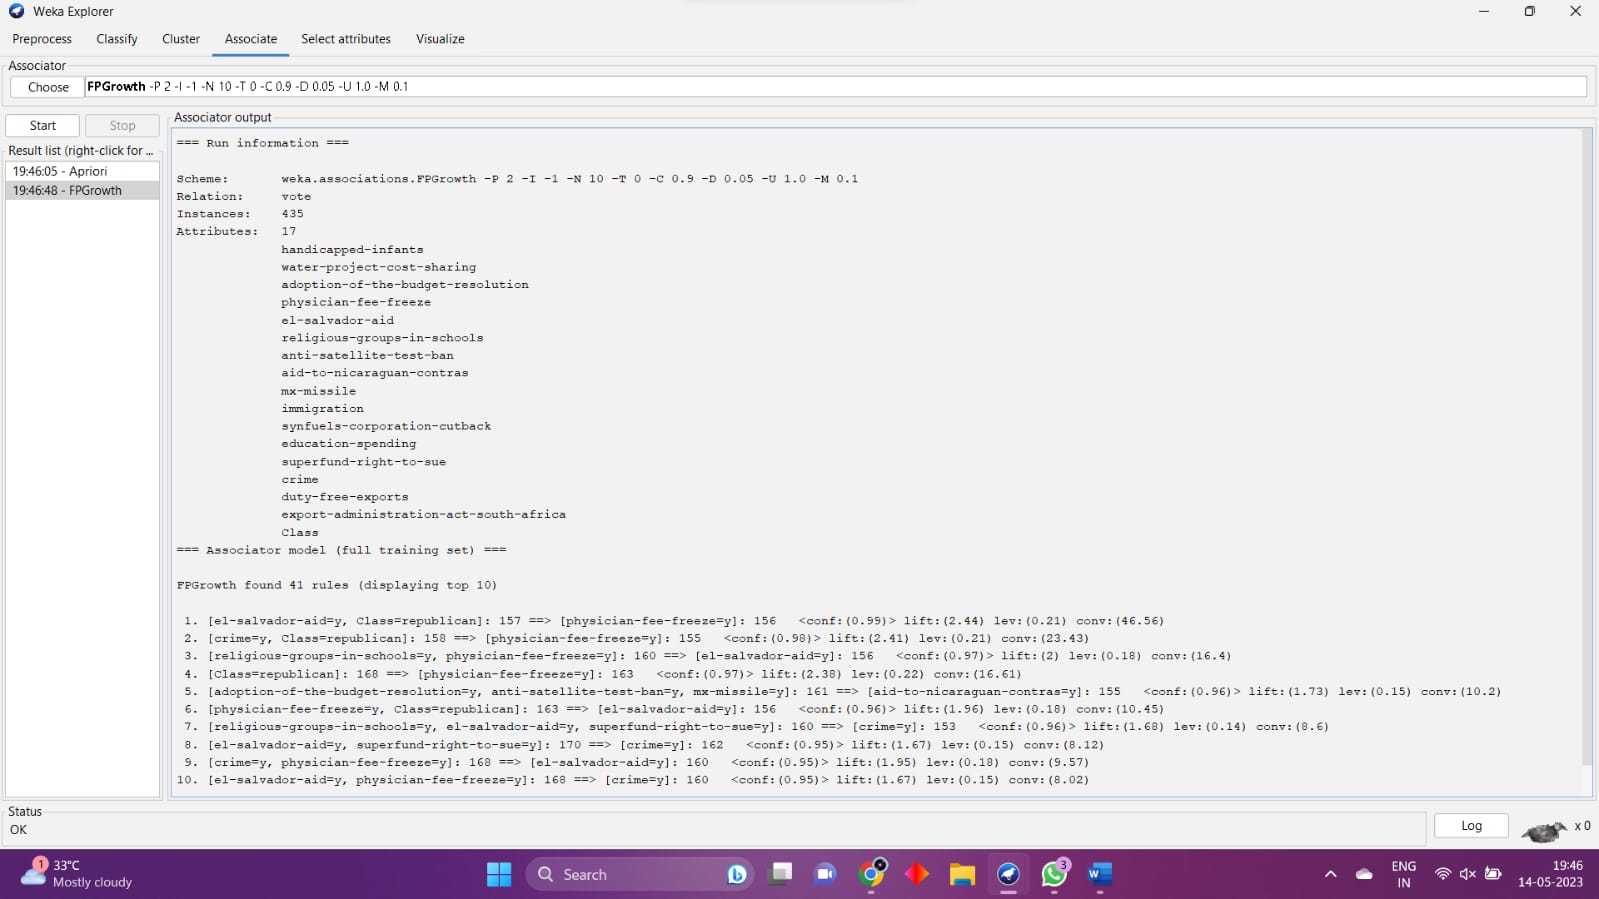 Weka Explorer
Preprocess Classify Cluster Associate Select attributes Visualize
Associator
Choose FPGrowth -P 2 -I -1 -N 10 -T 0 -C 0.9 -D 0.05 -U 1.0 -M 0.1
Start Stop
Result list (right-click for ...
19:46:05 - Apriori
19:46:48 - FPGrowth
Associator output
=== Run information ===
Scheme: weka.associations.FPGrowth -P 2 -I -1 -N 10 -T 0 -C 0.9 -D 0.05 -U 1.0 -M 0.1
Relation: vote
Instances: 435
Attributes: 17
handicapped-infants
water-project-cost-sharing
adoption-of-the-budget-resolution
physician-fee-freeze
el-salvador-aid
religious-groups-in-schools
anti-satellite-test-ban
aid-to-nicaraguan-contras
mx-missile
immigration
synfuels-corporation-cutback
education-spending
superfund-right-to-sue
crime
duty-free-exports
export-administration-act-south-africa
Class
=== Associator model (full training set) ===
FPGrowth found 41 rules (displaying top 10)
1. [el-salvador-aid=y, Class=republican]: 157 ==> [physician-fee-freeze=y]: 156 <conf:(0.99)> lift:(2.44) lev:(0.21) conv:(46.56)
2. [crime=y, Class=republican]: 158 ==> [physician-fee-freeze=y]: 155 <conf:(0.98)> lift:(2.41) lev:(0.21) conv:(23.43)
3. [religious-groups-in-schools=y, physician-fee-freeze=y]: 160 ==> [el-salvador-aid=y]: 156 <conf:(0.97)> lift:(2) lev:(0.18) conv:(16.4)
4. [Class=republican]: 168 ==> [physician-fee-freeze=y]: 163 <conf:(0.97)> lift:(2.38) lev:(0.22) conv:(16.61)
5. [adoption-of-the-budget-resolution=y, anti-satellite-test-ban=y, mx-missile=y]: 161 ==> [aid-to-nicaraguan-contras=y]: 155 <conf:(0.96)> lift:(1.73) lev:(0.15) conv:(10.2)
6. [physician-fee-freeze=y, Class=republican]: 163 ==> [el-salvador-aid=y]: 156 <conf:(0.96)> lift:(1.96) lev:(0.18) conv:(10.45)
7. [religious-groups-in-schools=y, el-salvador-aid=y, superfund-right-to-sue=y]: 160 ==> [crime=y]: 153 <conf:(0.96)> lift:(1.68) lev:(0.14) conv:(8.6)
8. [el-salvador-aid=y, superfund-right-to-sue=y]: 170 ==> [crime=y]: 162 <conf:(0.95)> lift:(1.67) lev:(0.15) conv:(8.12)
9. [crime=y, physician-fee-freeze=y]: 168 ==> [el-salvador-aid=y]: 160 <conf:(0.95)> lift:(1.95) lev:(0.18) conv:(9.57)
10. [el-salvador-aid=y, physician-fee-freeze=y]: 168 ==> [crime=y]: 160 <conf:(0.95)> lift:(1.67) lev:(0.15) conv:(8.02)
Status
OK
Log x 0
1
33°C
Mostly cloudy
Search
3
ENG
IN
19:46
14-05-2023